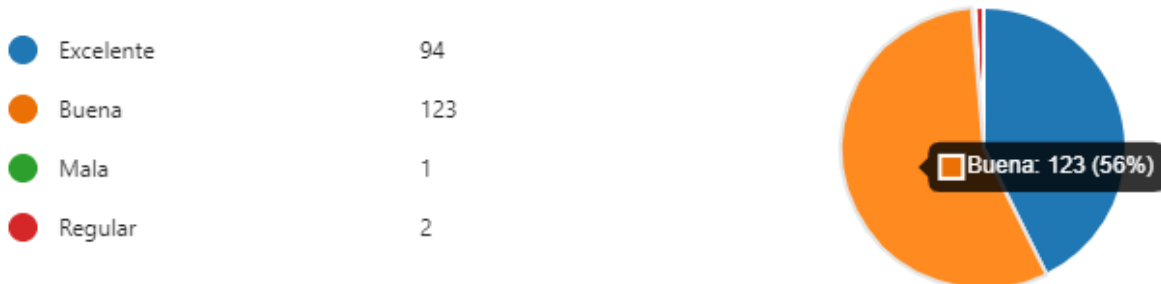 Excelente 94
Buena 123
Mala 1
Regular 2
Buena: 123 (56%)